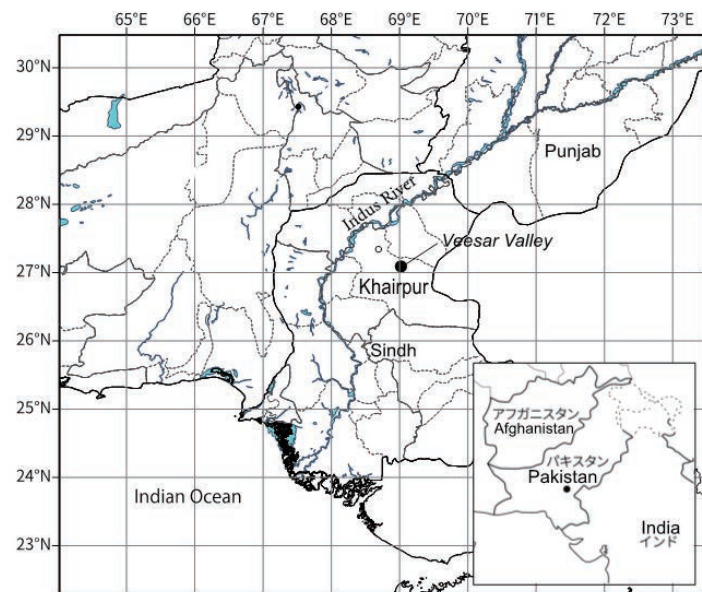 65°E
66°E
67°E
68°E
69°E
70°E
71°E
72°E
73°E
30°N
29°N
28°N
27°N
26°N
25°N
24°N
23°N
Punjab
Indus River
Veesar Valley
Khairpur
Sindh
Indian Ocean
アフガニスタン
Afghanistan
パキスタン
Pakistan
India
インド